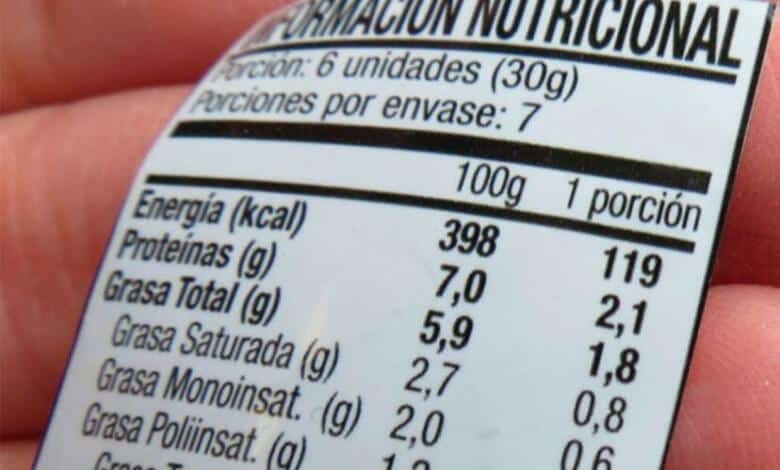 INFORMACIÓN NUTRICIONAL
Porción: 6 unidades (30g)
Porciones por envase: 7
100g 1 porción
Energía (kcal) 398 119
Proteínas (g) 7,0 2,1
Grasa Total (g) 5,9 1,8
Grasa Saturada (g) 2,7 0,8
Grasa Monoinsat. (g) 2,0 0,6
Grasa Poliinsat. (g)